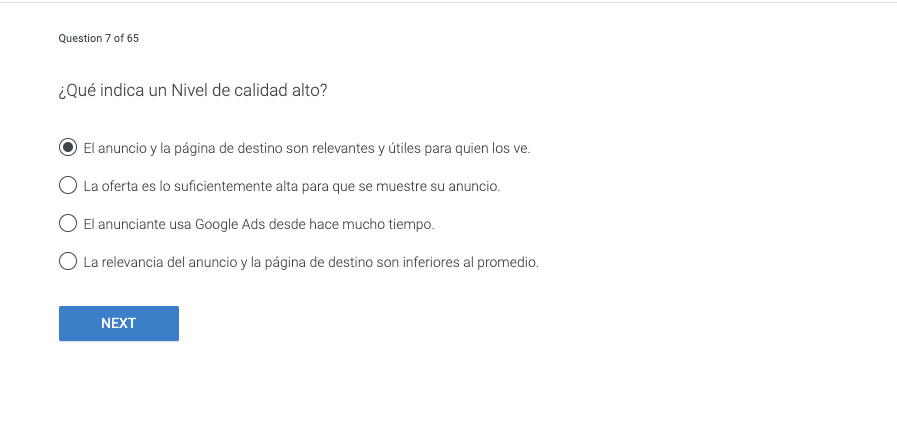 Question 7 of 65
¿Qué indica un Nivel de calidad alto?
El anuncio y la página de destino son relevantes y útiles para quien los ve.
La oferta es lo suficientemente alta para que se muestre su anuncio.
El anunciante usa Google Ads desde hace mucho tiempo.
La relevancia del anuncio y la página de destino son inferiores al promedio.
NEXT